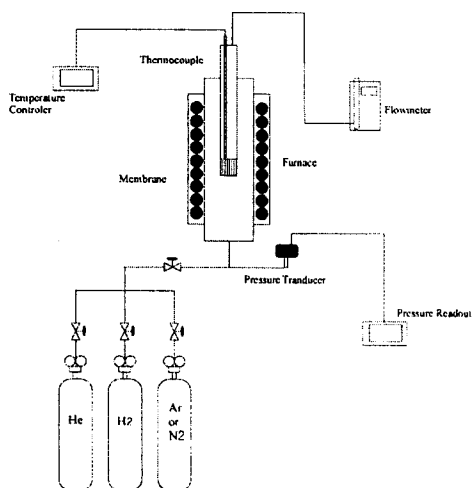 Thermocouple
Temperature
Controler
Flowmeter
Membrane
Furnace
Pressure Tranducer
Pressure Readout
He
H2
Ar
or
N2